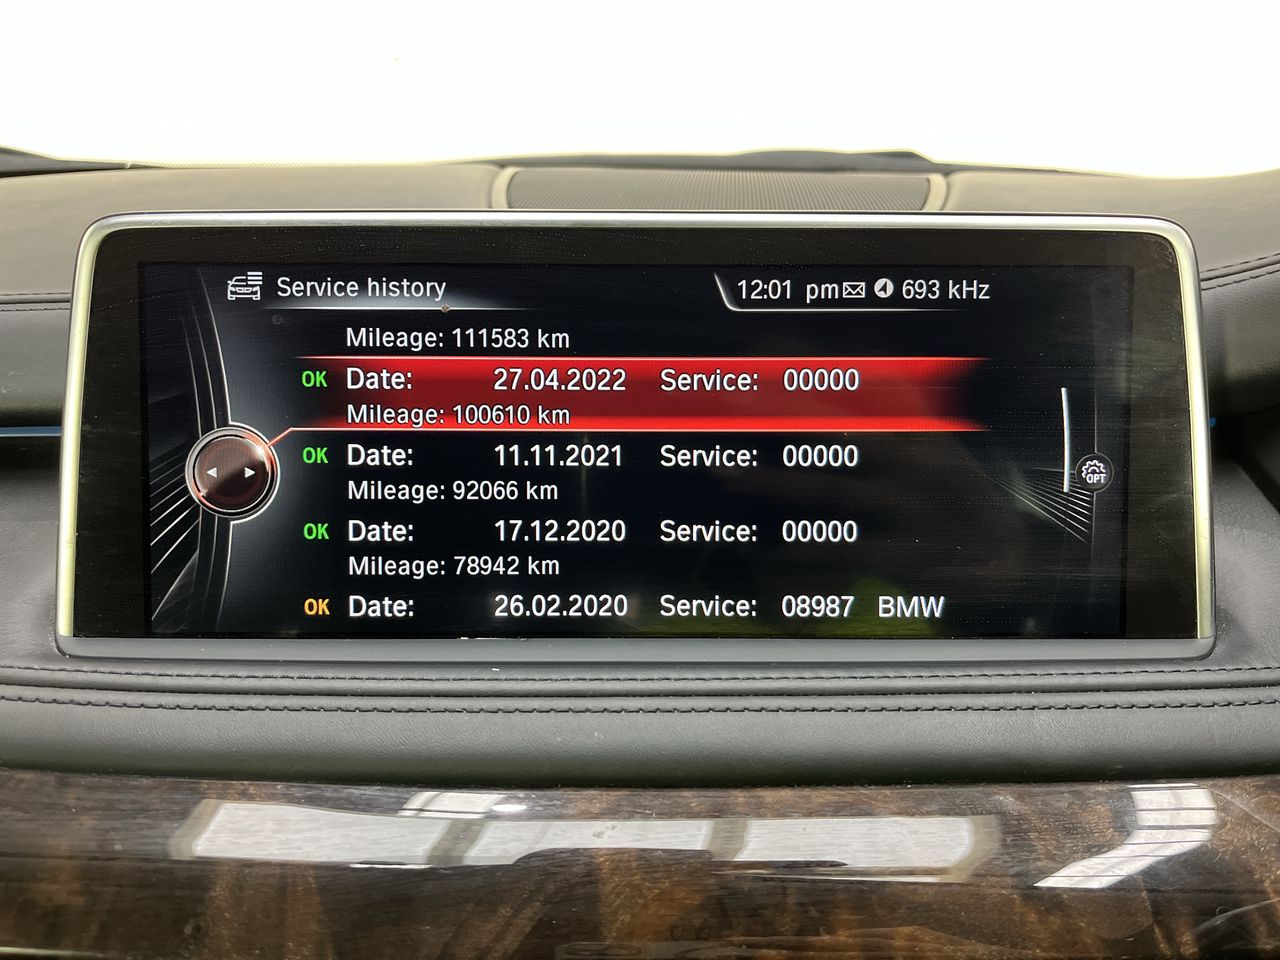 Service history
12:01 pm 693 kHz
Mileage: 111583 km
OK Date: 27.04.2022 Service: 00000
Mileage: 100610 km
OK Date: 11.11.2021 Service: 00000
Mileage: 92066 km
OK Date: 17.12.2020 Service: 00000
Mileage: 78942 km
OK Date: 26.02.2020 Service: 08987 BMW
OPT